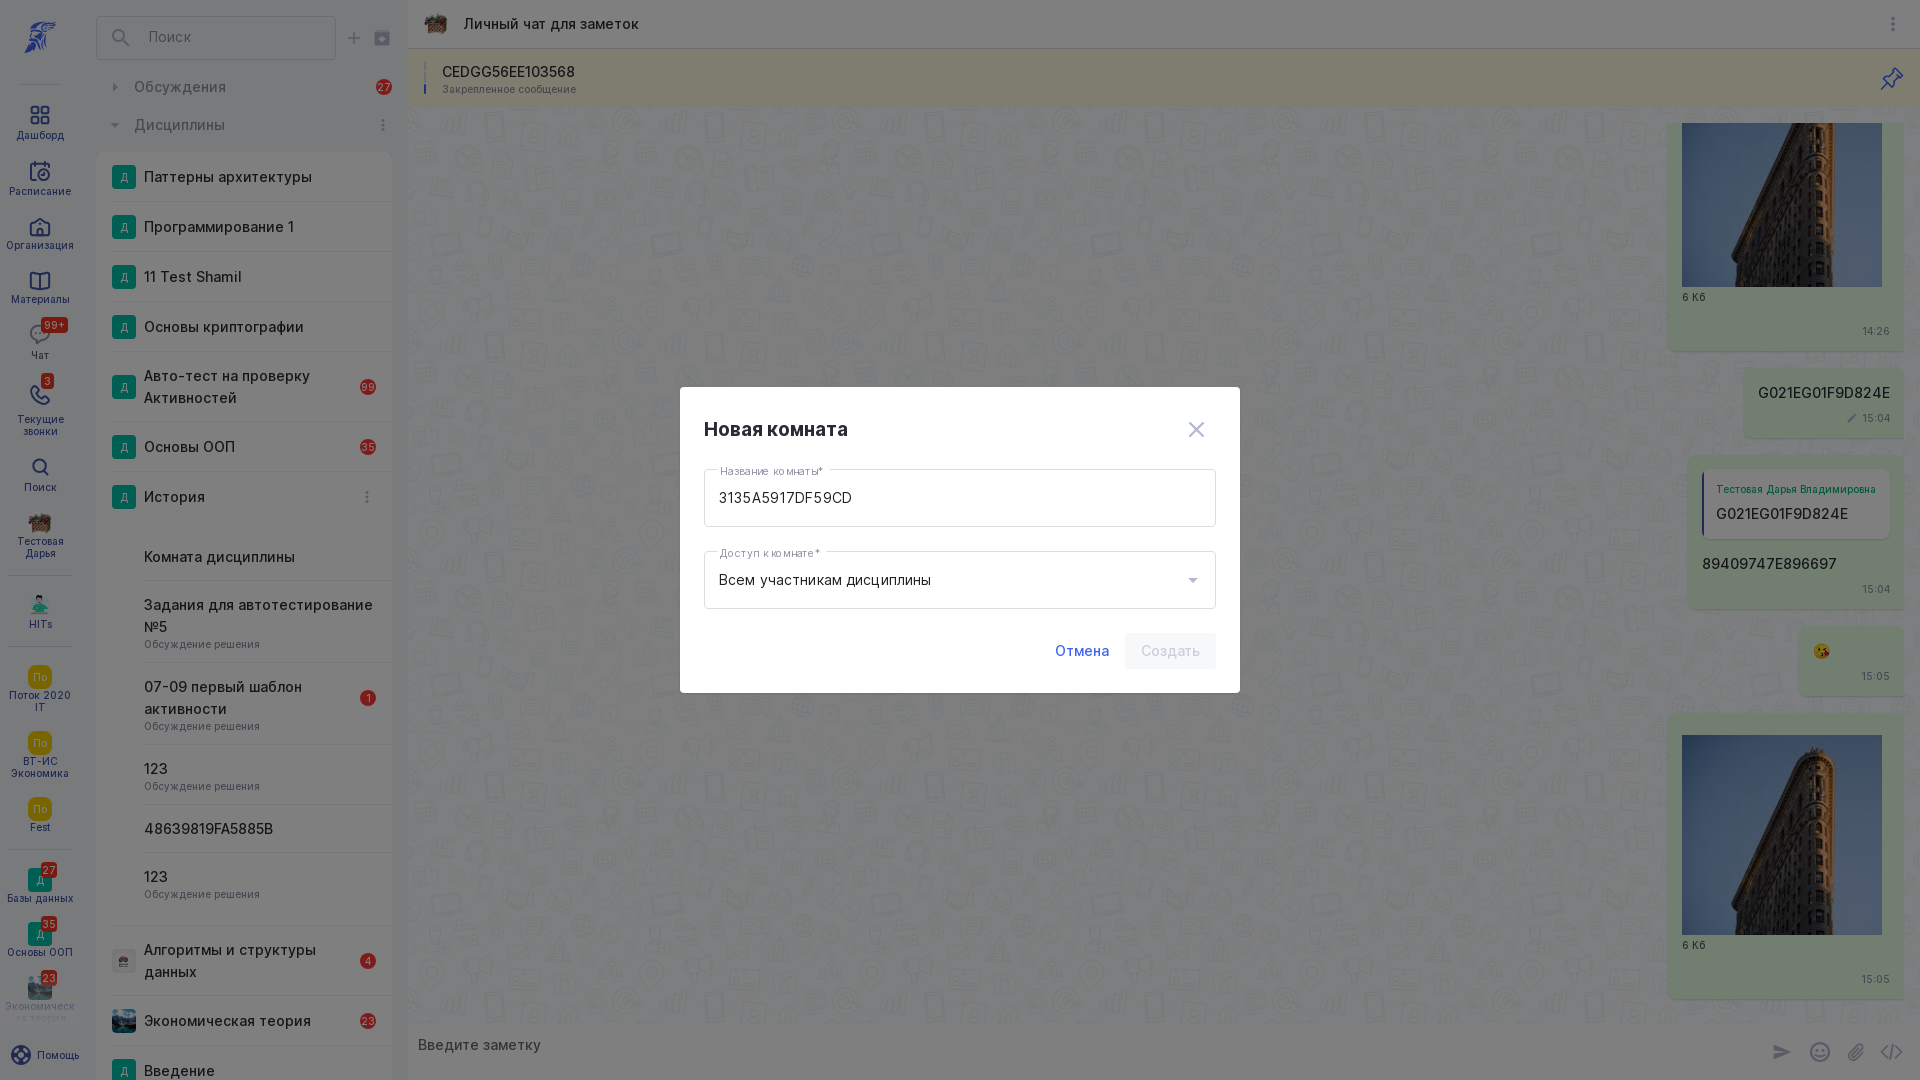 Дашборд
Расписание
Организация
Материалы
99+
Чат
3
Текущие
звонки
Поиск
Тестовая
Дарья
HITs
По
Поток 2020
IT
По
ВТ-ИС
Экономика
По
Fest
27
Д
Базы данных
35
Д
Основы ООП
23
Экономическ
ая теория
Помощь
Поиск
Обсуждения
27
Дисциплины
Д
Паттерны архитектуры
Д
Программирование 1
Д
11 Test Shamil
Д
Основы криптографии
Д
Авто-тест на проверку
Активностей
99
Д
Основы ООП
35
Д
История
Комната дисциплины
Задания для автотестирование
№5
Обсуждение решения
07-09 первый шаблон
активности
1
Обсуждение решения
123
Обсуждение решения
48639819FA5885B
123
Обсуждение решения
Алгоритмы и структуры
данных
4
Экономическая теория
23
Д
Введение
Личный чат для заметок
CEDGG56EE103568
Закрепленное сообщение
6 Кб
14:26
G021EG01F9D824E
15:04
Тестовая Дарья Владимировна
G021EG01F9D824E
89409747E896697
15:04
15:05
6 Кб
15:05
Введите заметку
Новая комната
Название комнаты*
3135A5917DF59CD
Доступ к комнате*
Всем участникам дисциплины
Отмена
Создать